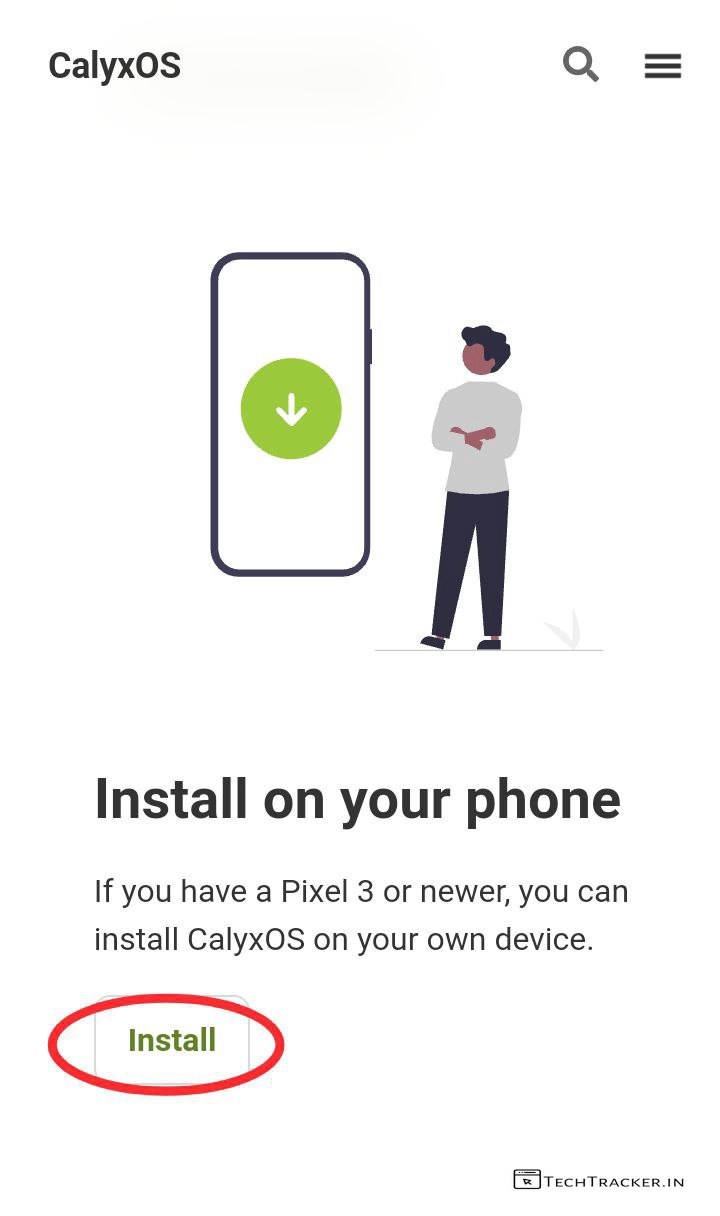 CalyxOS
Install on your phone
If you have a Pixel 3 or newer, you can
install CalyxOS on your own device.
Install
TECHTRACKER.IN